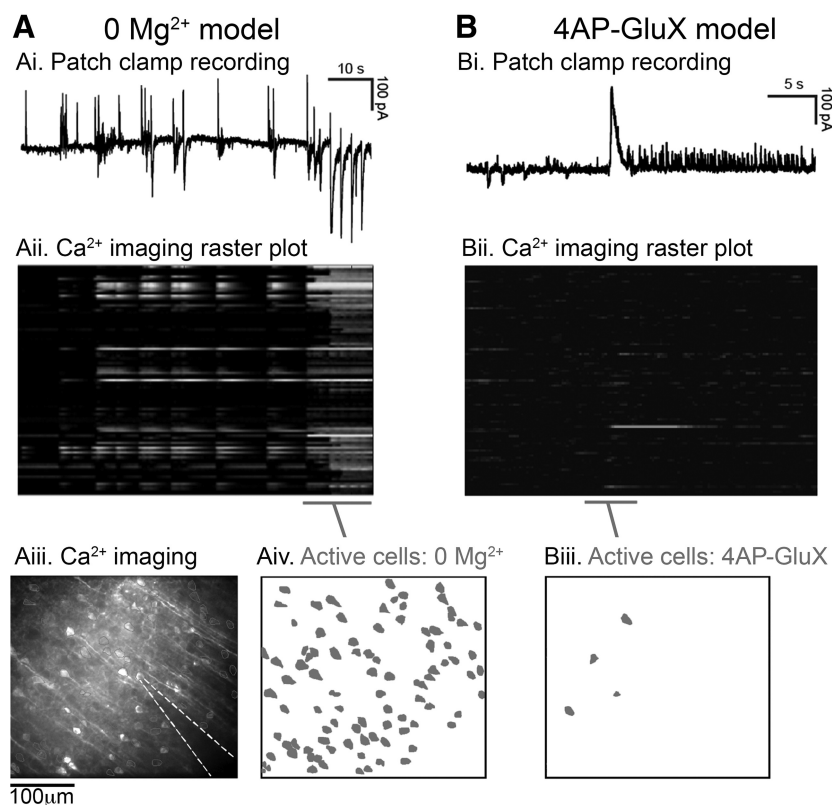 A 0 Mg²⁺ model
Ai. Patch clamp recording
10 s
100 pA
Aii. Ca²⁺ imaging raster plot
Aiii. Ca²⁺ imaging
100µm
Aiv. Active cells: 0 Mg²⁺
B 4AP-GluX model
Bi. Patch clamp recording
5 s
100 pA
Bii. Ca²⁺ imaging raster plot
Biii. Active cells: 4AP-GluX